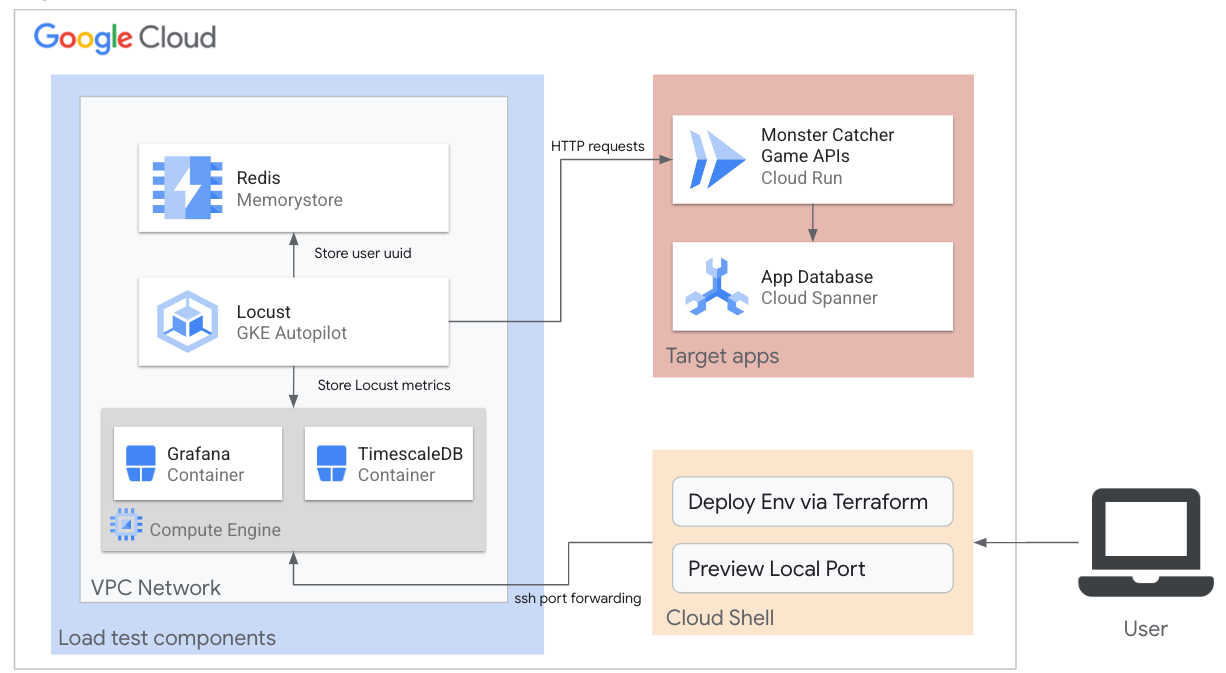 Google Cloud
Redis
Memorystore
Store user uuid
Locust
GKE Autopilot
Store Locust metrics
Grafana
Container
TimescaleDB
Container
Compute Engine
VPC Network
Load test components
HTTP requests
Monster Catcher
Game APIs
Cloud Run
App Database
Cloud Spanner
Target apps
ssh port forwarding
Deploy Env via Terraform
Preview Local Port
Cloud Shell
User